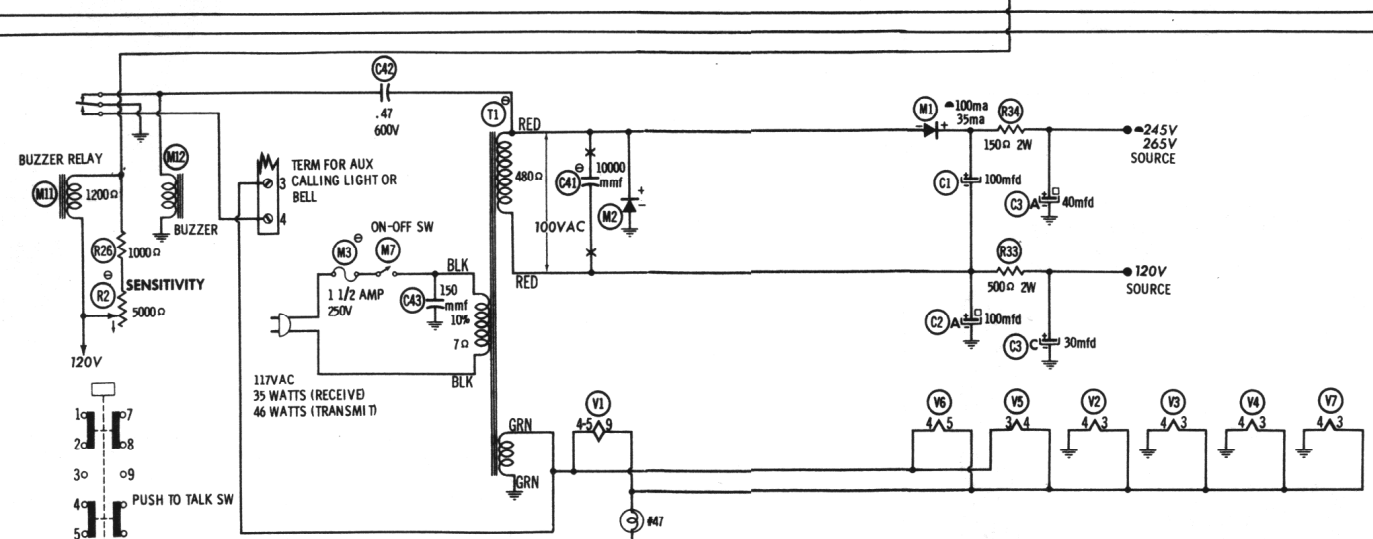 C42
.47
600V
T1
RED
480Ω
100VAC
C41
10000
mmf
M2
+
−
RED
M1
100ma
35ma
−
+
R34
150Ω 2W
245V
265V
SOURCE
C1
100mfd
C3 A
40mfd
R33
500Ω 2W
120V
SOURCE
C2 A
100mfd
C3 C
30mfd
BUZZER RELAY
M11
1200Ω
M12
BUZZER
R26
1000Ω
SENSITIVITY
R2
5000Ω
120V
3
4
TERM FOR AUX
CALLING LIGHT OR
BELL
ON-OFF SW
M3
M7
1 1/2 AMP
250V
C43
150
mmf
10%
BLK
7Ω
BLK
117VAC
35 WATTS (RECEIVE)
46 WATTS (TRANSMIT)
GRN
GRN
V1
4-5 9
#47
V6
4 5
V5
3 4
V2
4 3
V3
4 3
V4
4 3
V7
4 3
1 7
2 8
3 9
4
5
PUSH TO TALK SW